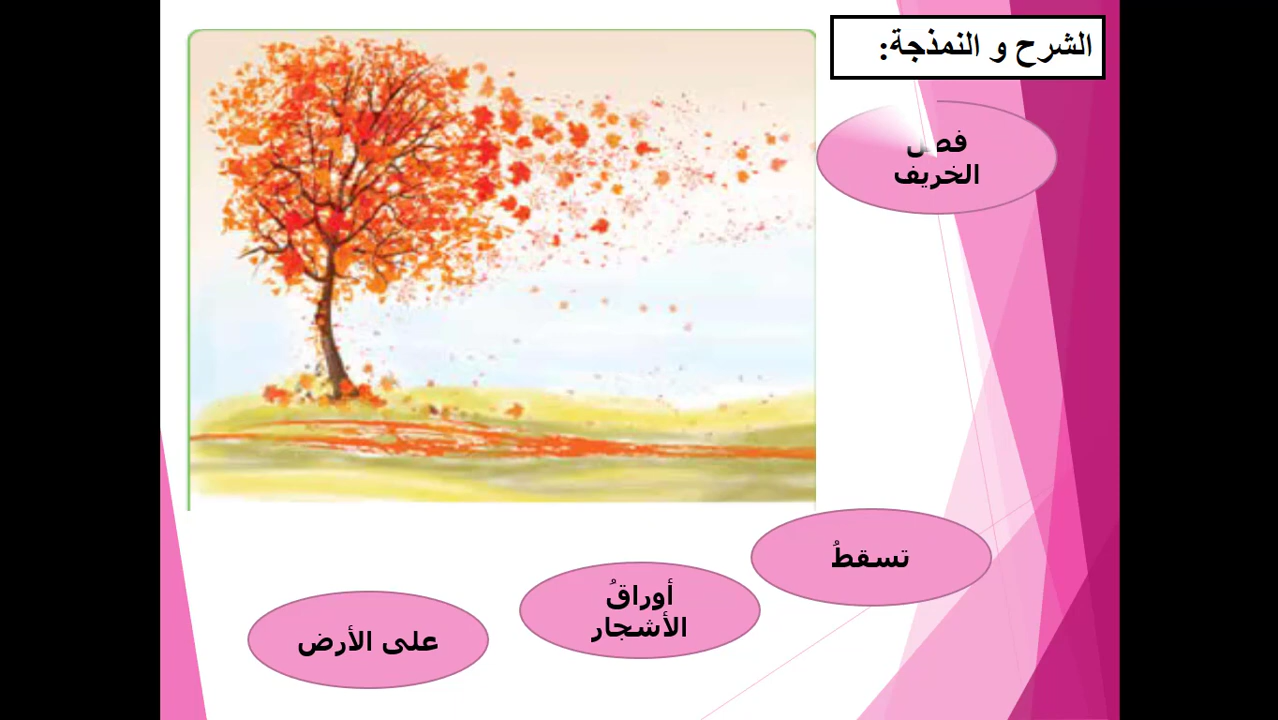 الشرح و النمذجة:
فصل
الخريف
تسقطُ
أوراقُ
الأشجار
على الأرض